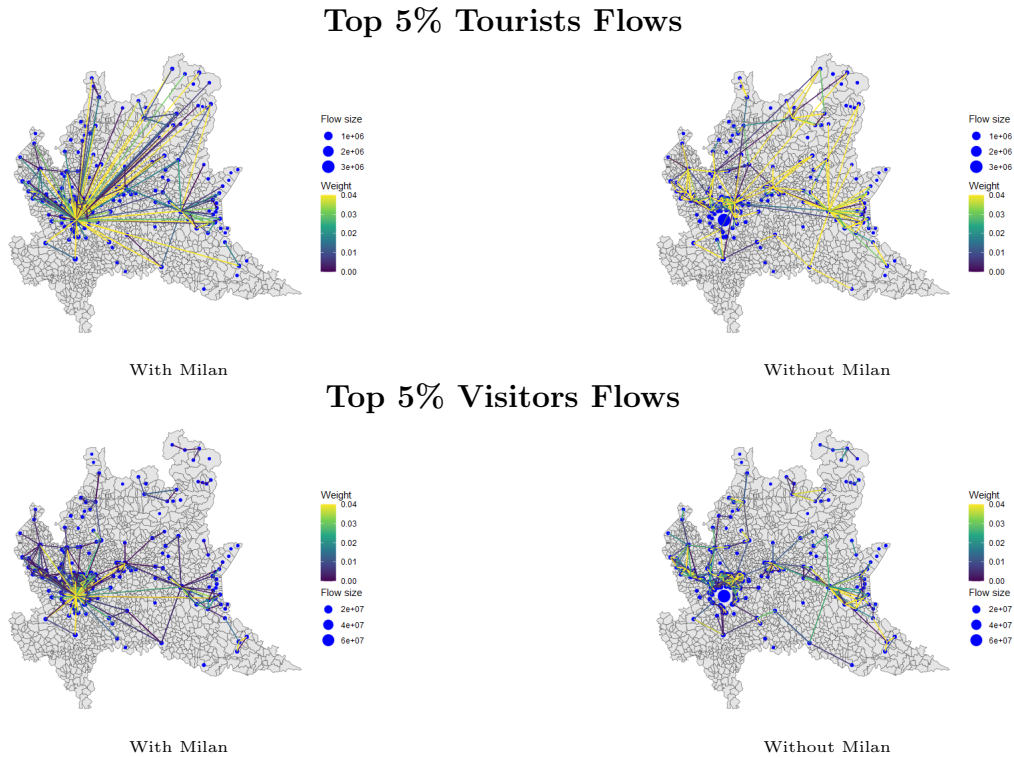 Top 5% Tourists Flows
Flow size
1e+06
2e+06
3e+06
Weight
0.04
0.03
0.02
0.01
0.00
With Milan
Flow size
1e+06
2e+06
3e+06
Weight
0.04
0.03
0.02
0.01
0.00
Without Milan
Top 5% Visitors Flows
Weight
0.04
0.03
0.02
0.01
0.00
Flow size
2e+07
4e+07
6e+07
With Milan
Weight
0.04
0.03
0.02
0.01
0.00
Flow size
2e+07
4e+07
6e+07
Without Milan